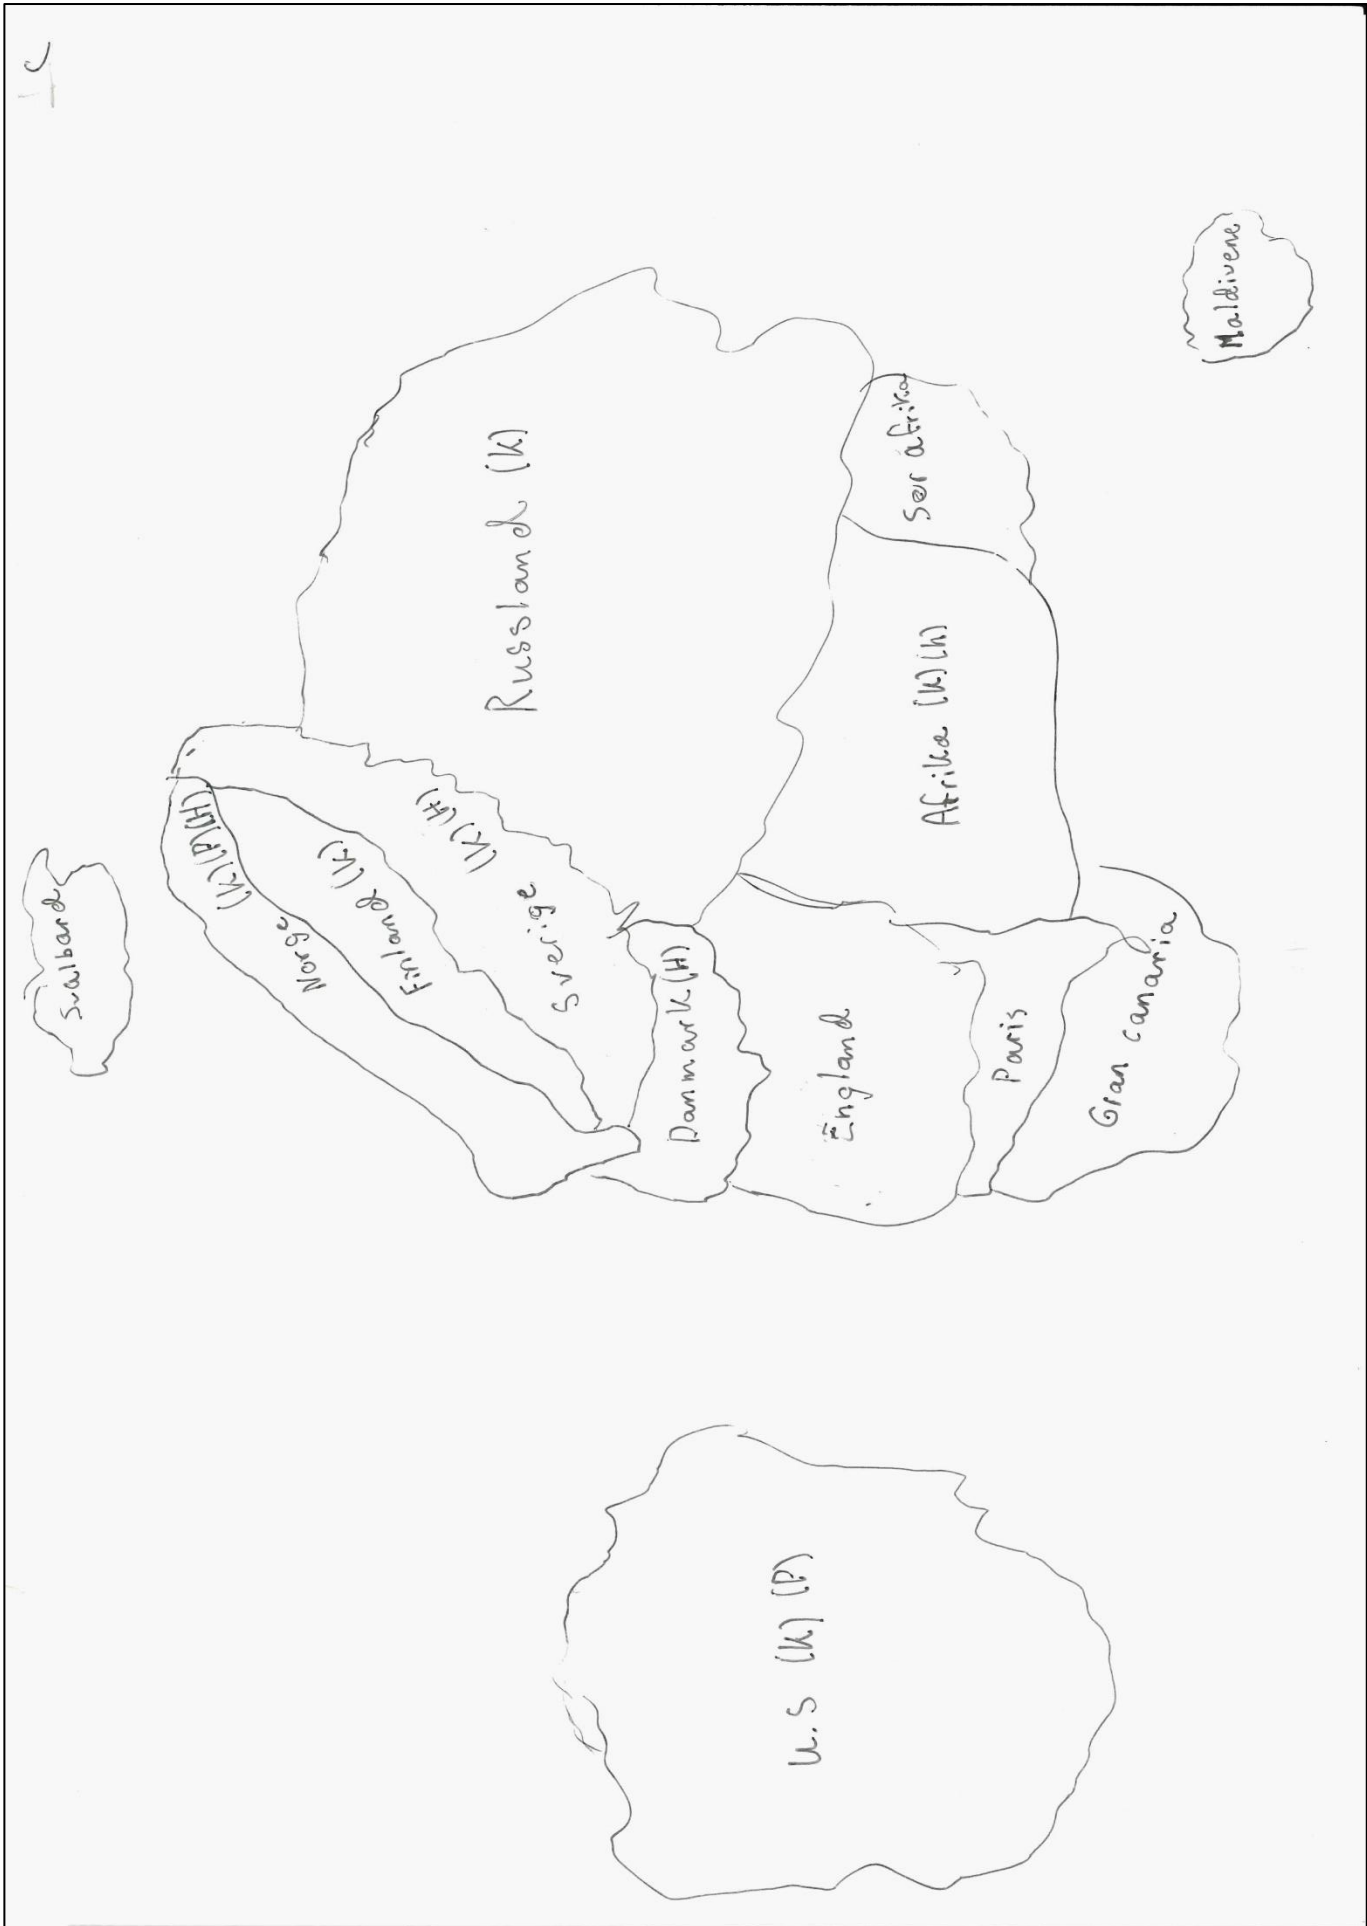 Svalbard
Norge (K)(P)(H)
Finland (K)
Sverige (K)(H)
Russland (K)
Danmark (H)
U.S (K) (P)
England
Afrika (K)(h)
Sør afrika
Paris
Gran canaria
Maldivene